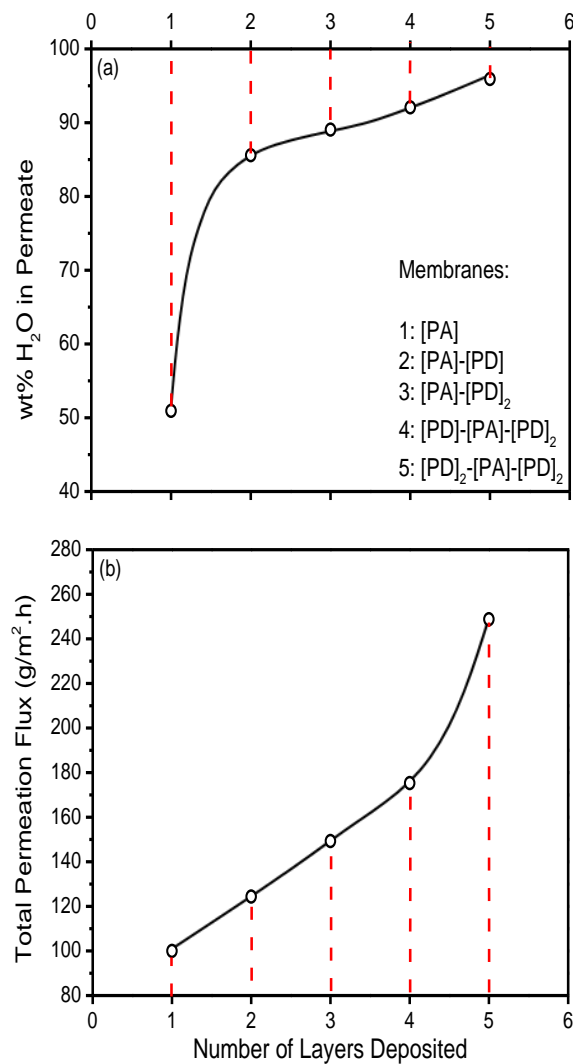 0 1 2 3 4 5 6
(a)
100
90
80
70
60
50
40
wt% H₂O in Permeate
Membranes:
1: [PA]
2: [PA]-[PD]
3: [PA]-[PD]₂
4: [PD]-[PA]-[PD]₂
5: [PD]₂-[PA]-[PD]₂
(b)
280
260
240
220
200
180
160
140
120
100
80
Total Permeation Flux (g/m².h)
0 1 2 3 4 5 6
Number of Layers Deposited